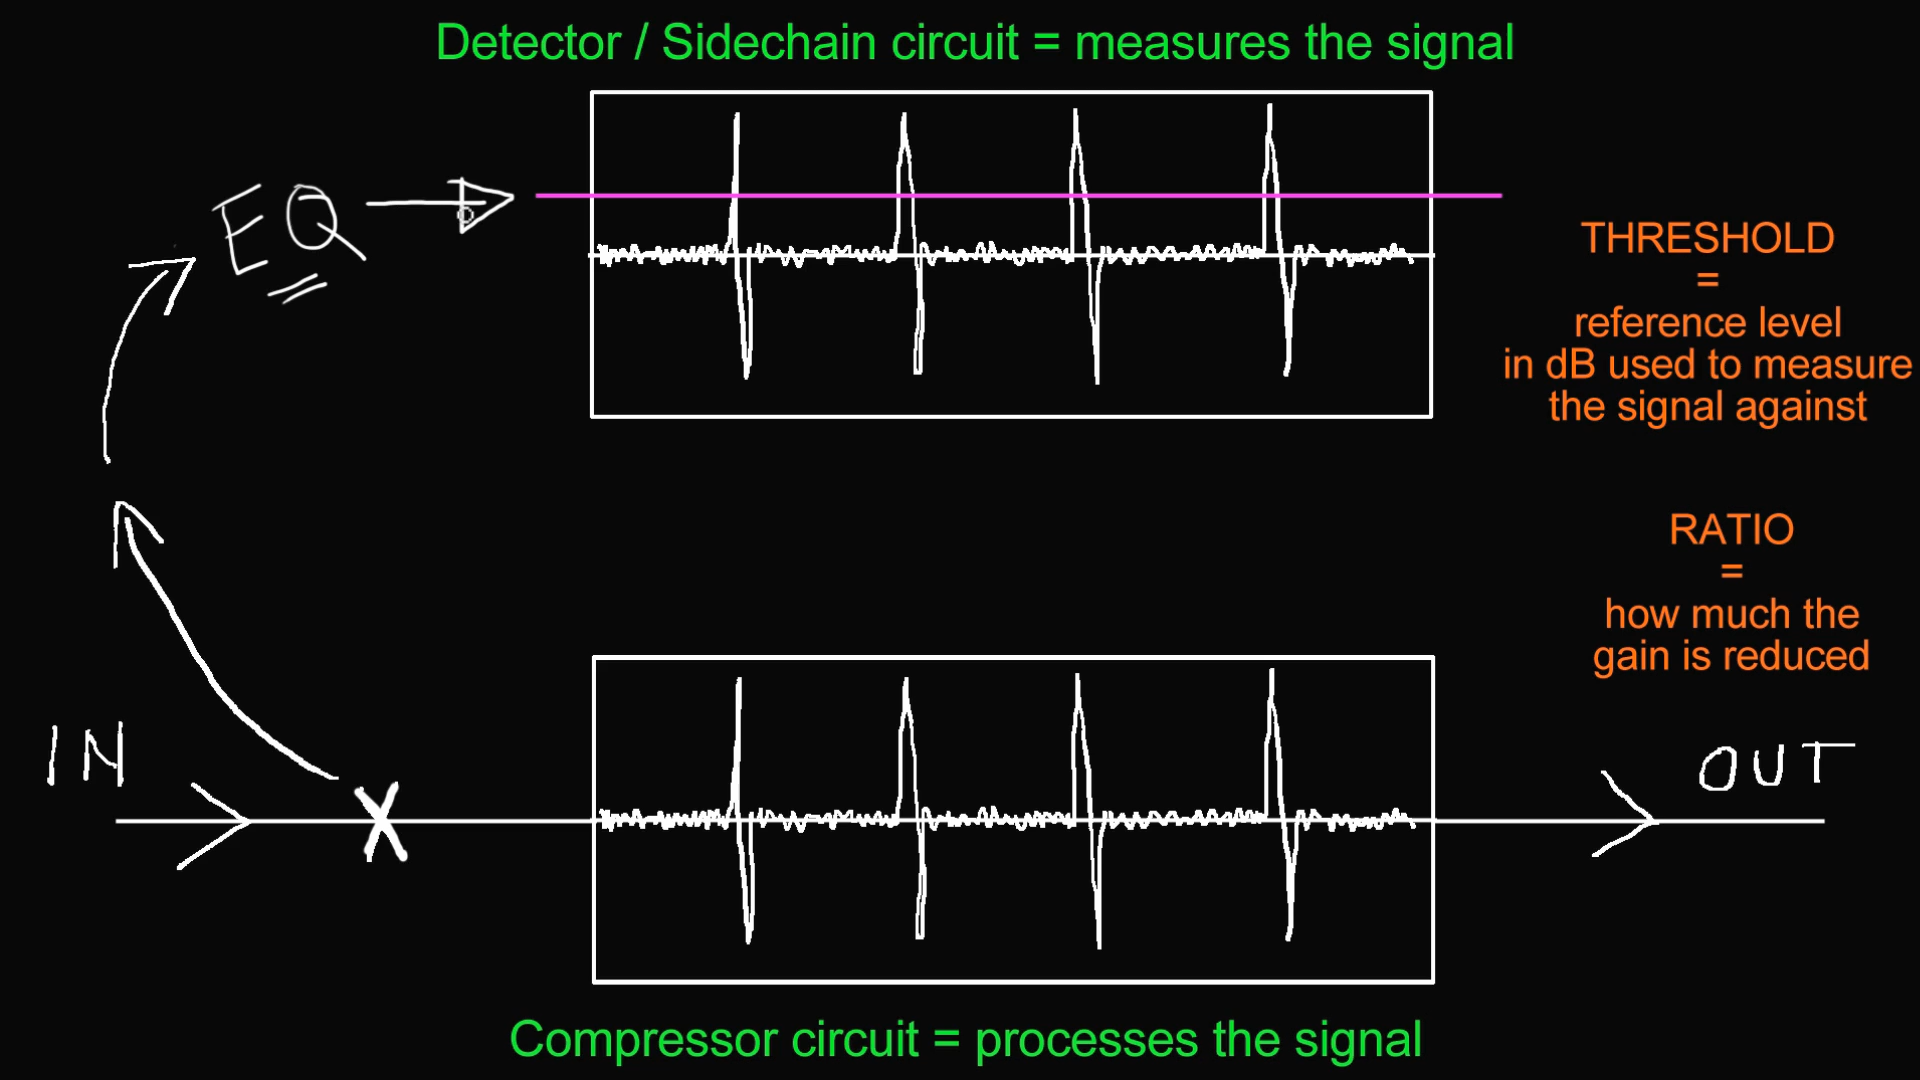 Detector / Sidechain circuit = measures the signal
EQ
THRESHOLD
=
reference level
in dB used to measure
the signal against
RATIO
=
how much the
gain is reduced
IN
OUT
Compressor circuit = processes the signal